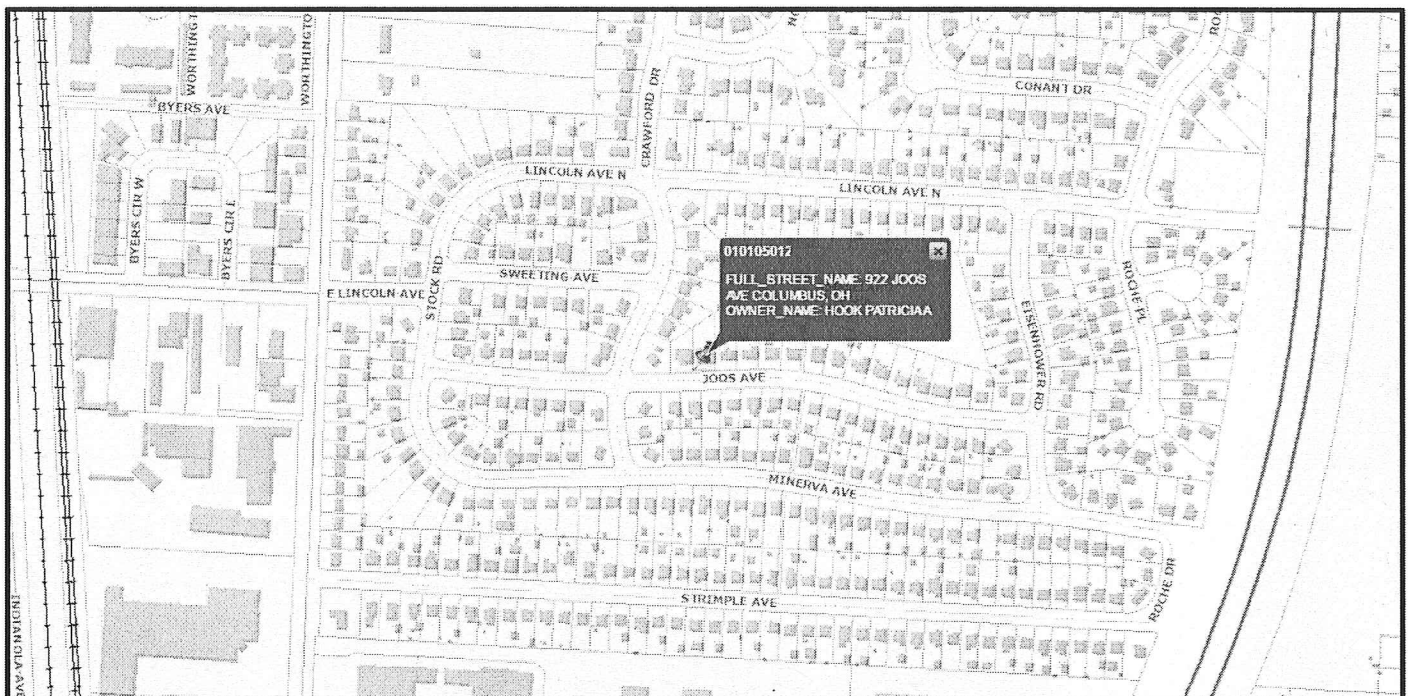 WORTHINGT
WORTHINGTO
BYERS AVE
BYERS CIR W
BYERS CIR E
CRAWFORD DR
CONANT DR
LINCOLN AVE N
LINCOLN AVE N
STOCK RD
SWEETING AVE
E LINCOLN AVE
010105012
FULL_STREET_NAME: 922 JOOS
AVE COLUMBUS, OH
OWNER_NAME: HOOK PATRICIAA
ROCHE PL
EISENHOWER RD
JOOS AVE
MINERVA AVE
STRIMPLE AVE
ROCHE DR
INDIANOLA AVE